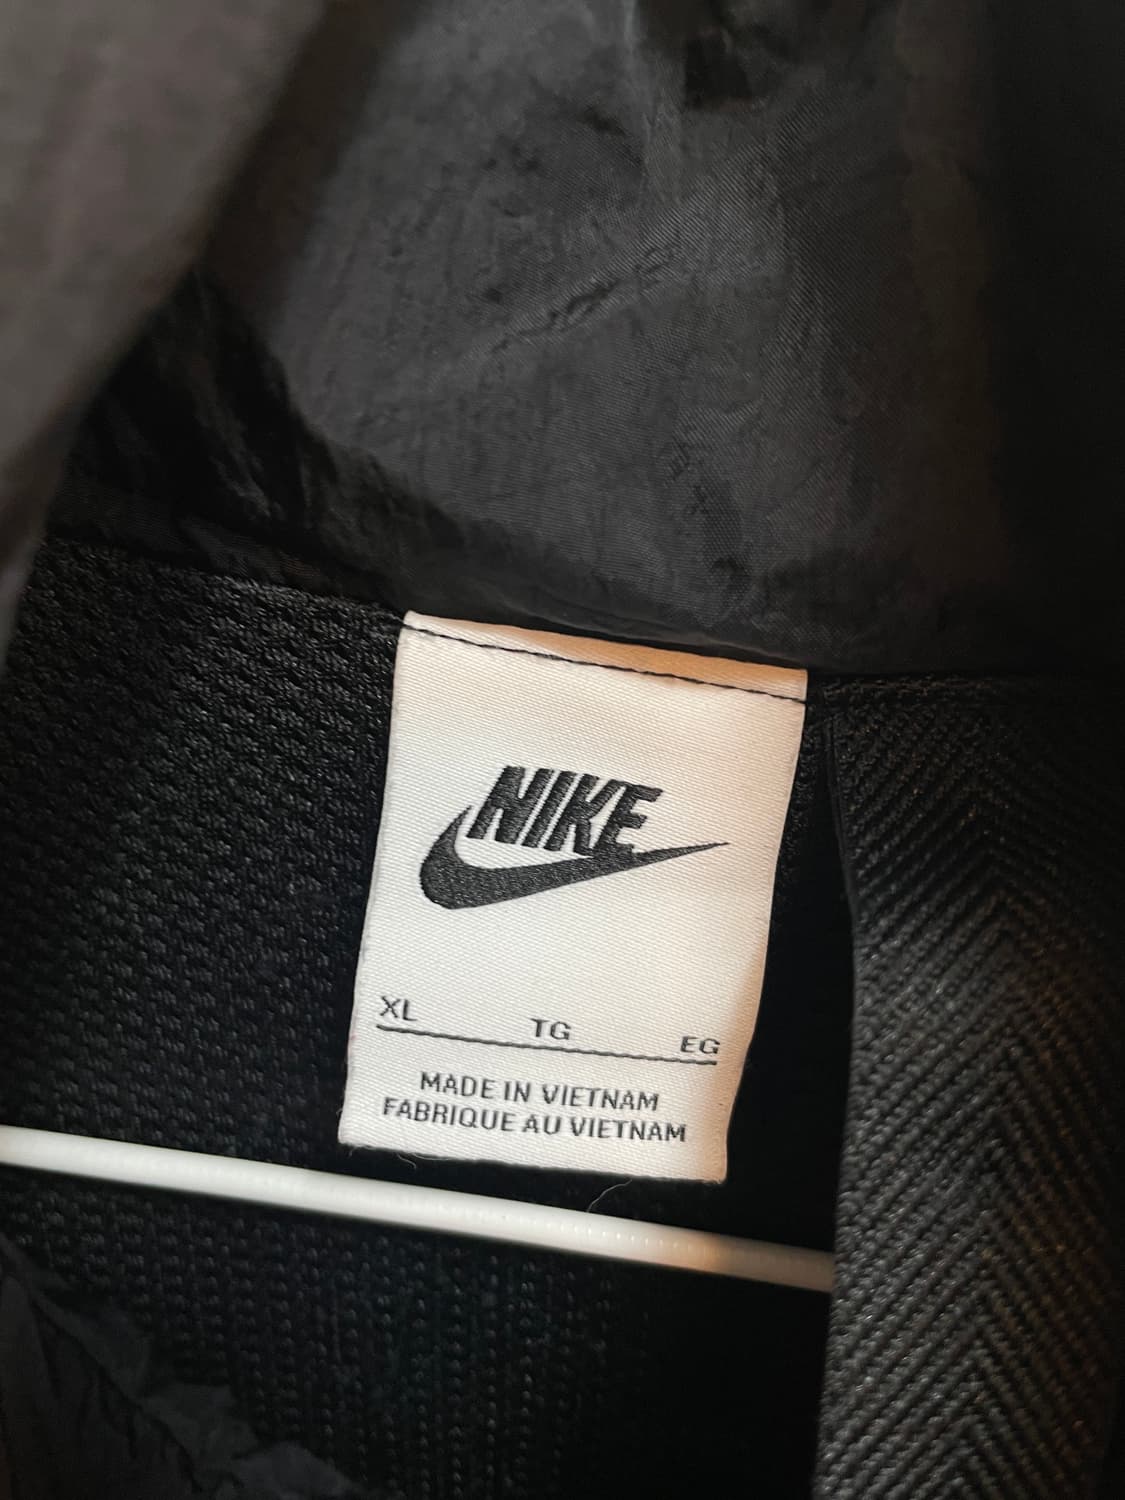 NIKE
XL TG EG
MADE IN VIETNAM
FABRIQUE AU VIETNAM